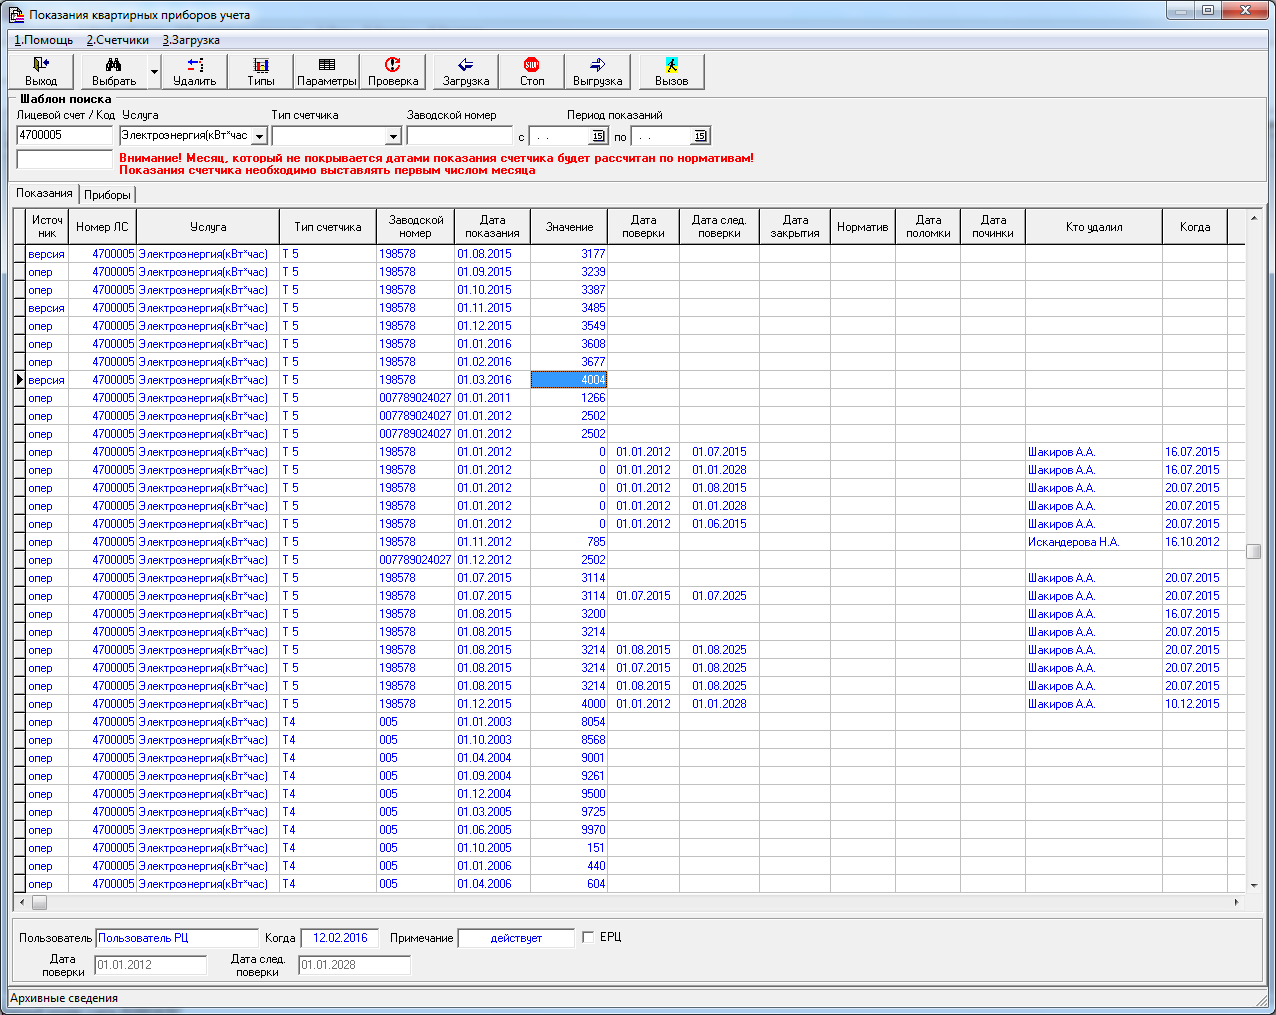 Показания квартирных приборов учета
1.Помощь 2.Счетчики 3.Загрузка
Выход Выбрать Удалить Типы Параметры Проверка Загрузка Стоп Выгрузка Вызов
Шаблон поиска
Лицевой счет / Код Услуга Тип счетчика Заводской номер Период показаний
4700005 Электроэнергия(кВт*час с . . 15 по . . 15
Внимание! Месяц, который не покрывается датами показания счетчика будет рассчитан по нормативам!
Показания счетчика необходимо выставлять первым числом месяца
Показания Приборы
Источ ник Номер ЛС Услуга Тип счетчика Заводской номер Дата показания Значение Дата поверки Дата след. поверки Дата закрытия Норматив Дата поломки Дата починки Кто удалил Когда
версия 4700005 Электроэнергия(кВт*час) Т 5 198578 01.08.2015 3177
опер 4700005 Электроэнергия(кВт*час) Т 5 198578 01.09.2015 3239
опер 4700005 Электроэнергия(кВт*час) Т 5 198578 01.10.2015 3387
версия 4700005 Электроэнергия(кВт*час) Т 5 198578 01.11.2015 3485
опер 4700005 Электроэнергия(кВт*час) Т 5 198578 01.12.2015 3549
опер 4700005 Электроэнергия(кВт*час) Т 5 198578 01.01.2016 3608
опер 4700005 Электроэнергия(кВт*час) Т 5 198578 01.02.2016 3677
версия 4700005 Электроэнергия(кВт*час) Т 5 198578 01.03.2016 4004
опер 4700005 Электроэнергия(кВт*час) Т 5 007789024027 01.01.2011 1266
опер 4700005 Электроэнергия(кВт*час) Т 5 007789024027 01.01.2012 2502
опер 4700005 Электроэнергия(кВт*час) Т 5 007789024027 01.01.2012 2502
опер 4700005 Электроэнергия(кВт*час) Т 5 198578 01.01.2012 0 01.01.2012 01.07.2015 Шакиров А.А. 16.07.2015
опер 4700005 Электроэнергия(кВт*час) Т 5 198578 01.01.2012 0 01.01.2012 01.01.2028 Шакиров А.А. 16.07.2015
опер 4700005 Электроэнергия(кВт*час) Т 5 198578 01.01.2012 0 01.01.2012 01.08.2015 Шакиров А.А. 20.07.2015
опер 4700005 Электроэнергия(кВт*час) Т 5 198578 01.01.2012 0 01.01.2012 01.01.2028 Шакиров А.А. 20.07.2015
опер 4700005 Электроэнергия(кВт*час) Т 5 198578 01.01.2012 0 01.01.2012 01.06.2015 Шакиров А.А. 20.07.2015
опер 4700005 Электроэнергия(кВт*час) Т 5 198578 01.11.2012 785 Искандерова Н.А. 16.10.2012
опер 4700005 Электроэнергия(кВт*час) Т 5 007789024027 01.12.2012 2502
опер 4700005 Электроэнергия(кВт*час) Т 5 198578 01.07.2015 3114 Шакиров А.А. 20.07.2015
опер 4700005 Электроэнергия(кВт*час) Т 5 198578 01.07.2015 3114 01.07.2015 01.07.2025 Шакиров А.А. 20.07.2015
опер 4700005 Электроэнергия(кВт*час) Т 5 198578 01.08.2015 3200 Шакиров А.А. 16.07.2015
опер 4700005 Электроэнергия(кВт*час) Т 5 198578 01.08.2015 3214 Шакиров А.А. 20.07.2015
опер 4700005 Электроэнергия(кВт*час) Т 5 198578 01.08.2015 3214 01.08.2015 01.08.2025 Шакиров А.А. 20.07.2015
опер 4700005 Электроэнергия(кВт*час) Т 5 198578 01.08.2015 3214 01.07.2015 01.08.2025 Шакиров А.А. 20.07.2015
опер 4700005 Электроэнергия(кВт*час) Т 5 198578 01.08.2015 3214 01.08.2015 01.08.2025 Шакиров А.А. 20.07.2015
опер 4700005 Электроэнергия(кВт*час) Т 5 198578 01.12.2015 4000 01.01.2012 01.01.2028 Шакиров А.А. 10.12.2015
опер 4700005 Электроэнергия(кВт*час) Т4 005 01.01.2003 8054
опер 4700005 Электроэнергия(кВт*час) Т4 005 01.10.2003 8568
опер 4700005 Электроэнергия(кВт*час) Т4 005 01.04.2004 9001
опер 4700005 Электроэнергия(кВт*час) Т4 005 01.09.2004 9261
опер 4700005 Электроэнергия(кВт*час) Т4 005 01.12.2004 9500
опер 4700005 Электроэнергия(кВт*час) Т4 005 01.03.2005 9725
опер 4700005 Электроэнергия(кВт*час) Т4 005 01.06.2005 9970
опер 4700005 Электроэнергия(кВт*час) Т4 005 01.10.2005 151
опер 4700005 Электроэнергия(кВт*час) Т4 005 01.01.2006 440
опер 4700005 Электроэнергия(кВт*час) Т4 005 01.04.2006 604
Пользователь Пользователь РЦ Когда 12.02.2016 Примечание действует ЕРЦ
Дата поверки 01.01.2012 Дата след. поверки 01.01.2028
Архивные сведения